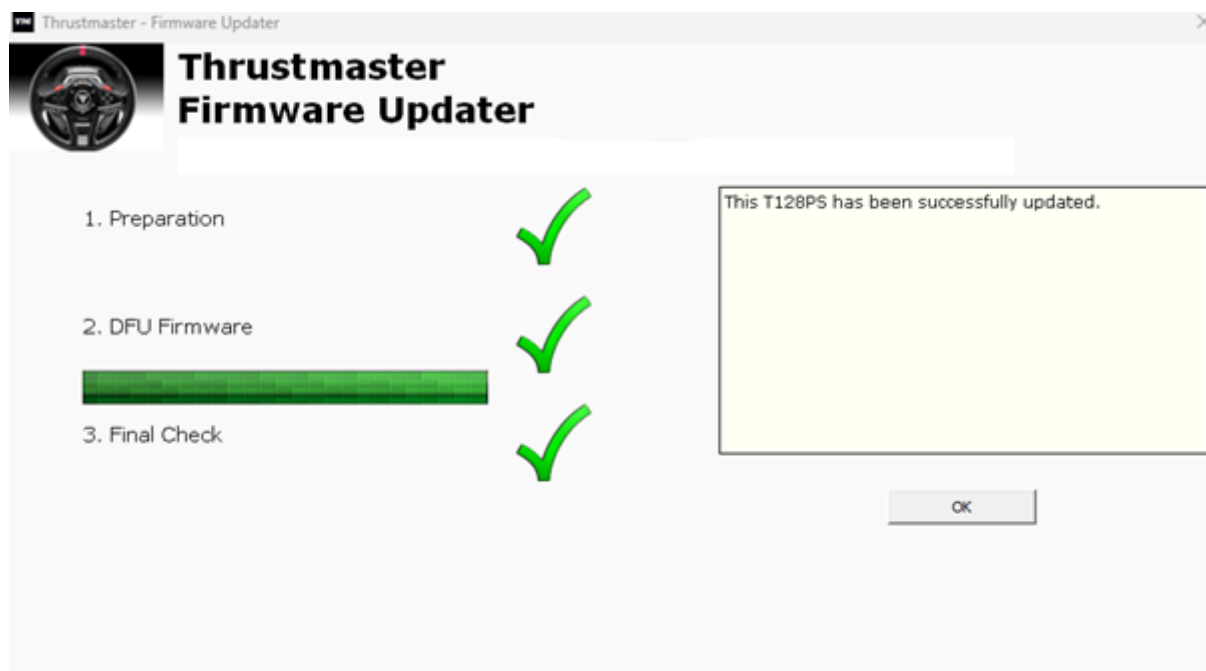 Thrustmaster - Firmware Updater
Thrustmaster
Firmware Updater
1. Preparation
This T128PS has been successfully updated.
2. DFU Firmware
3. Final Check
OK